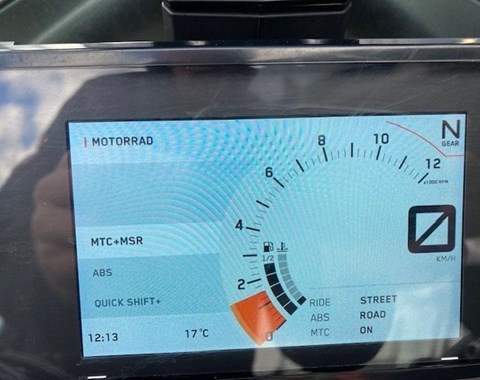 MOTORRAD
N
GEAR
12
10
8
6
4
2
0
x1000 RPM
1/2
0
KM/H
MTC+MSR
ABS
QUICK SHIFT+
RIDE STREET
ABS ROAD
MTC ON
12:13 17°C